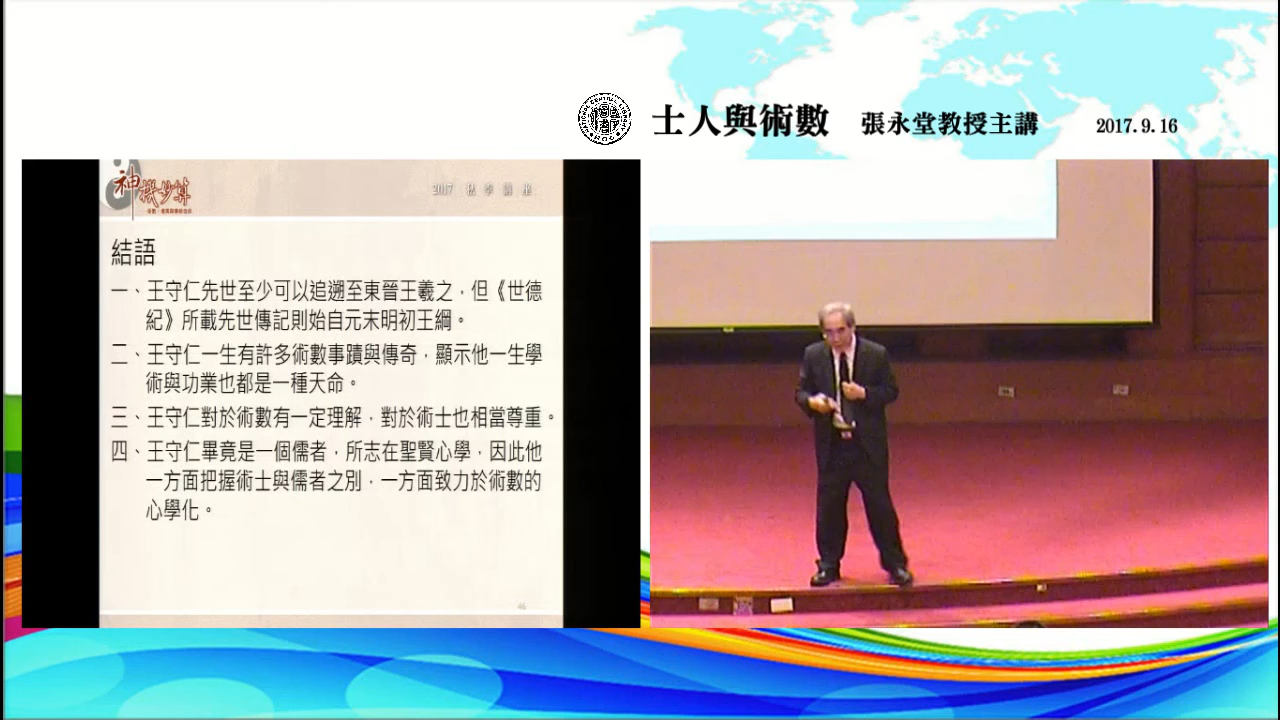 士人與術數 張永堂教授主講 2017.9.16
神機妙算
2017 秋季講座
結語
一、王守仁先世至少可以追遡至東晉王羲之，但《世德
紀》所載先世傳記則始自元末明初王綱。
二、王守仁一生有許多術數事蹟與傳奇，顯示他一生學
術與功業也都是一種天命。
三、王守仁對於術數有一定理解，對於術士也相當尊重。
四、王守仁畢竟是一個儒者，所志在聖賢心學，因此他
一方面把握術士與儒者之別，一方面致力於術數的
心學化。
46